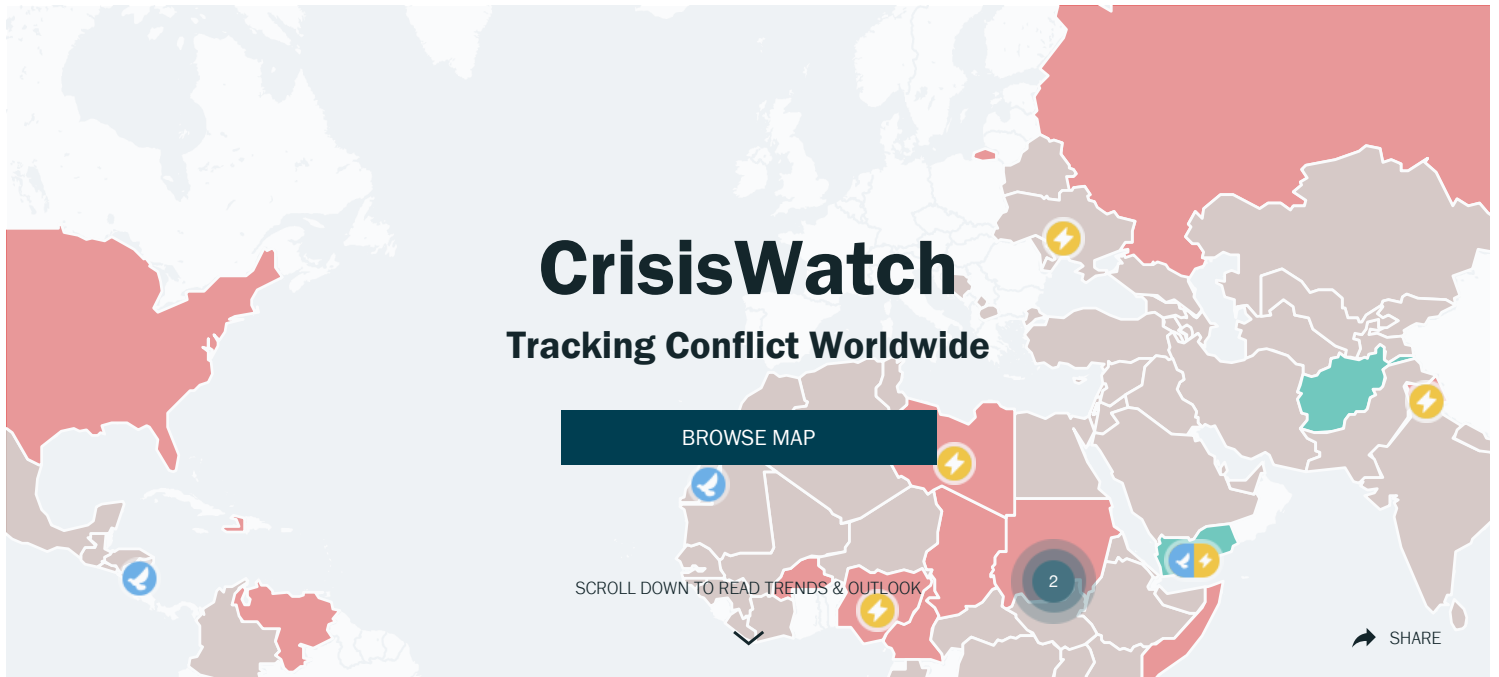 CrisisWatch
Tracking Conflict Worldwide
BROWSE MAP
2
SCROLL DOWN TO READ TRENDS & OUTLOOK
SHARE